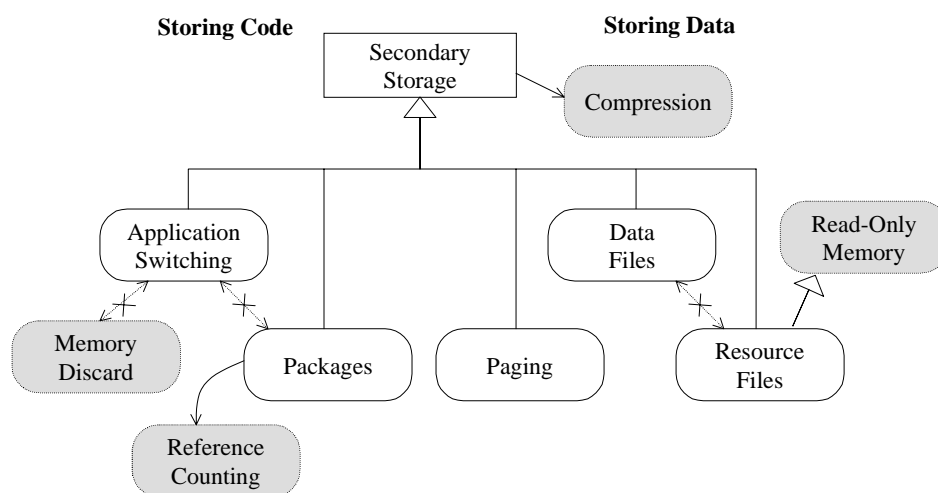 Storing Code
Storing Data
Secondary
Storage
Compression
Application
Switching
Data
Files
Read-Only
Memory
Memory
Discard
Packages
Paging
Resource
Files
Reference
Counting